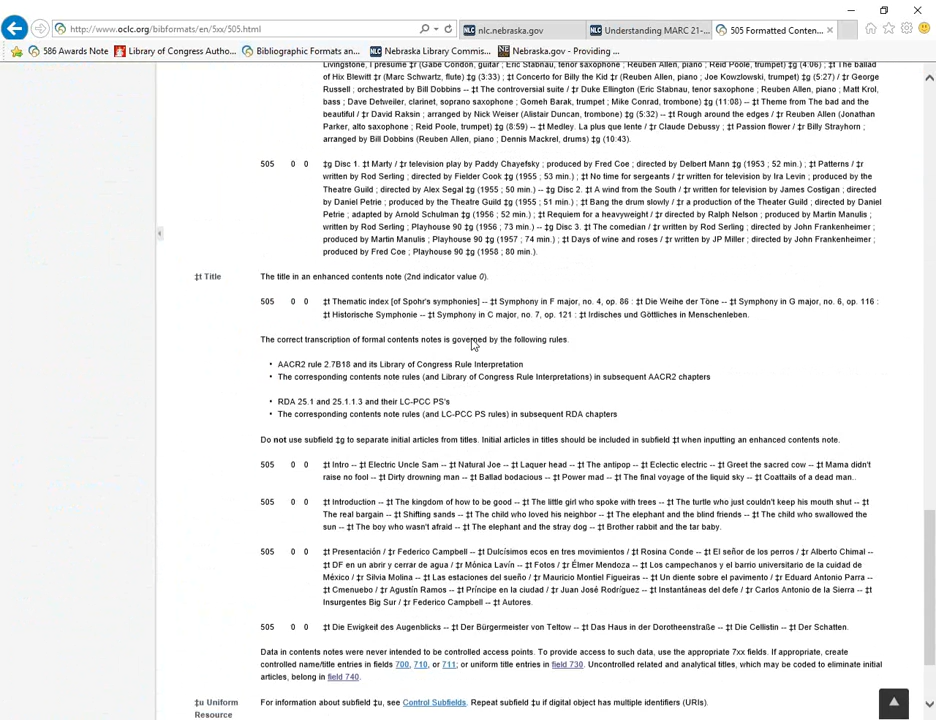 http://www.oclc.org/bibformats/en/5xx/505.html
nlc.nebraska.gov
Understanding MARC 21-...
505 Formatted Conten...
586 Awards Note
Library of Congress Autho...
Bibliographic Formats an...
Nebraska Library Commis...
Nebraska.gov - Providing ...
Livingstone, ‡r (Gabe Condon, guitar ; Eric Stabnau, tenor saxophone ; Reuben Allen, piano ; Reid Poole, trumpet) ‡g (4:06) ; ‡t The ballad
of Hix Blewitt ‡r (Marc Schwartz, flute) ‡g (3:33) ; ‡t Concerto for Billy the Kid ‡r (Reuben Allen, piano ; Joe Kowzlowski, trumpet) ‡g (5:27) / ‡r George
Russell ; orchestrated by Bill Dobbins -- ‡t The controversial suite / ‡r Duke Ellington (Eric Stabnau, tenor saxophone ; Reuben Allen, piano ; Matt Krol,
bass ; Dave Detweiler, clarinet, soprano saxophone ; Gomeh Barak, trumpet ; Mike Conrad, trombone) ‡g (11:08) -- ‡t Theme from The bad and the
beautiful / ‡r David Raksin ; arranged by Nick Weiser (Alistair Duncan, trombone) ‡g (5:32) -- ‡t Rough around the edges / ‡r Reuben Allen (Jonathan
Parker, alto saxophone ; Reid Poole, trumpet) ‡g (8:59) -- ‡t Medley. La plus que lente / ‡r Claude Debussy ; ‡t Passion flower / ‡r Billy Strayhorn ;
arranged by Bill Dobbins (Reuben Allen, piano ; Dennis Mackrel, drums) ‡g (10:43).
505 0 0 ‡g Disc 1. ‡t Marty / ‡r television play by Paddy Chayefsky ; produced by Fred Coe ; directed by Delbert Mann ‡g (1953 ; 52 min.) ; ‡t Patterns / ‡r
written by Rod Serling ; directed by Fielder Cook ‡g (1955 ; 53 min.) ; ‡t No time for sergeants / ‡r written for television by Ira Levin ; produced by the
Theatre Guild ; directed by Alex Segal ‡g (1955 ; 50 min.) -- ‡g Disc 2. ‡t A wind from the South / ‡r written for television by James Costigan ; directed
by Daniel Petrie ; produced by the Theatre Guild ‡g (1955 ; 51 min.) ; ‡t Bang the drum slowly / ‡r a production of the Theater Guild ; directed by Daniel
Petrie ; adapted by Arnold Schulman ‡g (1956 ; 52 min.) ; ‡t Requiem for a heavyweight / ‡r directed by Ralph Nelson ; produced by Martin Manulis ;
written by Rod Serling ; Playhouse 90 ‡g (1956 ; 73 min.) -- ‡g Disc 3. ‡t The comedian / ‡r written by Rod Serling ; directed by John Frankenheimer ;
produced by Martin Manulis ; Playhouse 90 ‡g (1957 ; 74 min.) ; ‡t Days of wine and roses / ‡r written by JP Miller ; directed by John Frankenheimer ;
produced by Fred Coe ; Playhouse 90 ‡g (1958 ; 80 min.).
‡t Title The title in an enhanced contents note (2nd indicator value 0).
505 0 0 ‡t Thematic index [of Spohr's symphonies] -- ‡t Symphony in F major, no. 4, op. 86 : ‡t Die Weihe der Töne -- ‡t Symphony in G major, no. 6, op. 116 :
‡t Historische Symphonie -- ‡t Symphony in C major, no. 7, op. 121 : ‡t Irdisches und Göttliches in Menschenleben.
The correct transcription of formal contents notes is governed by the following rules.
• AACR2 rule 2.7B18 and its Library of Congress Rule Interpretation
• The corresponding contents note rules (and Library of Congress Rule Interpretations) in subsequent AACR2 chapters
• RDA 25.1 and 25.1.1.3 and their LC-PCC PS's
• The corresponding contents note rules (and LC-PCC PS rules) in subsequent RDA chapters
Do not use subfield ‡g to separate initial articles from titles. Initial articles in titles should be included in subfield ‡t when inputting an enhanced contents note.
505 0 0 ‡t Intro -- ‡t Electric Uncle Sam -- ‡t Natural Joe -- ‡t Laquer head -- ‡t The antipop -- ‡t Eclectic electric -- ‡t Greet the sacred cow -- ‡t Mama didn't
raise no fool -- ‡t Dirty drowning man -- ‡t Ballad bodacious -- ‡t Power mad -- ‡t The final voyage of the liquid sky -- ‡t Coattails of a dead man..
505 0 0 ‡t Introduction -- ‡t The kingdom of how to be good -- ‡t The little girl who spoke with trees -- ‡t The turtle who just couldn't keep his mouth shut -- ‡t
The real bargain -- ‡t Shifting sands -- ‡t The child who loved his neighbor -- ‡t The elephant and the blind friends -- ‡t The child who swallowed the
sun -- ‡t The boy who wasn't afraid -- ‡t The elephant and the stray dog -- ‡t Brother rabbit and the tar baby.
505 0 0 ‡t Presentación / ‡r Federico Campbell -- ‡t Dulcísimos ecos en tres movimientos / ‡t Rosina Conde -- ‡t El señor de los perros / ‡r Alberto Chimal --
‡t DF en un abrir y cerrar de agua / ‡r Mónica Lavín -- ‡t Fotos / ‡r Élmer Mendoza -- ‡t Los campechanos y el barrio universitario de la cuidad de
México / ‡r Silvia Molina -- ‡t Las estaciones del sueño / ‡r Mauricio Montiel Figueiras -- ‡t Un diente sobre el pavimento / ‡r Eduard Antonio Parra --
‡t Cmenuebo / ‡r Agustín Ramos -- ‡t Príncipe en la ciudad / ‡r Juan José Rodríguez -- ‡t Instantáneas del defe / ‡r Carlos Antonio de la Sierra -- ‡t
Insurgentes Big Sur / ‡r Federico Campbell -- ‡t Autores.
505 0 0 ‡t Die Ewigkeit des Augenblicks -- ‡t Der Bürgermeister von Teltow -- ‡t Das Haus in der Dorotheenstraße -- ‡t Die Cellistin -- ‡t Der Schatten.
Data in contents notes were never intended to be controlled access points. To provide access to such data, use the appropriate 7xx fields. If appropriate, create
controlled name/title entries in fields 700, 710, or 711; or uniform title entries in field 730. Uncontrolled related and analytical titles, which may be coded to eliminate initial
articles, belong in field 740.
‡u Uniform For information about subfield ‡u, see Control Subfields. Repeat subfield ‡u if digital object has multiple identifiers (URIs).
Resource